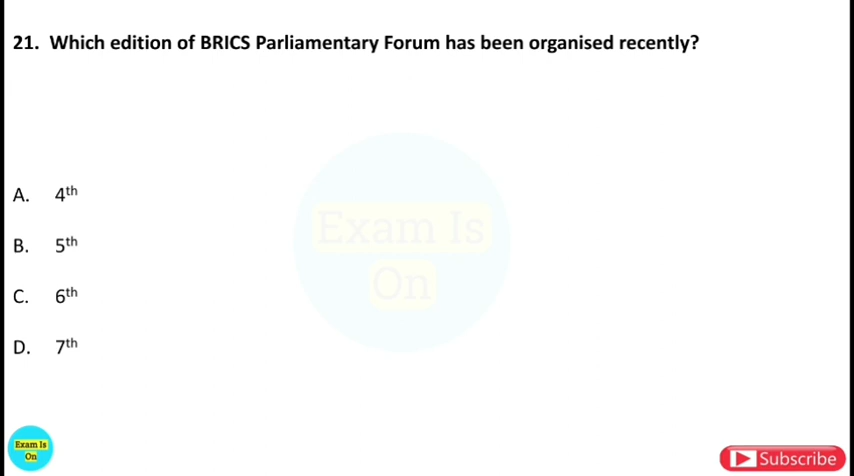 21. Which edition of BRICS Parliamentary Forum has been organised recently?
Exam Is
On
A. 4th
B. 5th
C. 6th
D. 7th
Exam Is
On
Subscribe